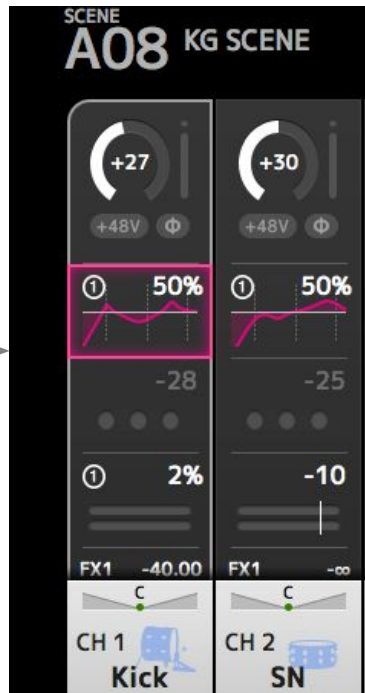 SCENE
A08 KG SCENE
+27 +30
+48V Φ +48V Φ
① 50% ① 50%
-28 -25
① 2% -10
FX1 -40.00 FX1 -∞
C C
CH 1 CH 2
Kick SN